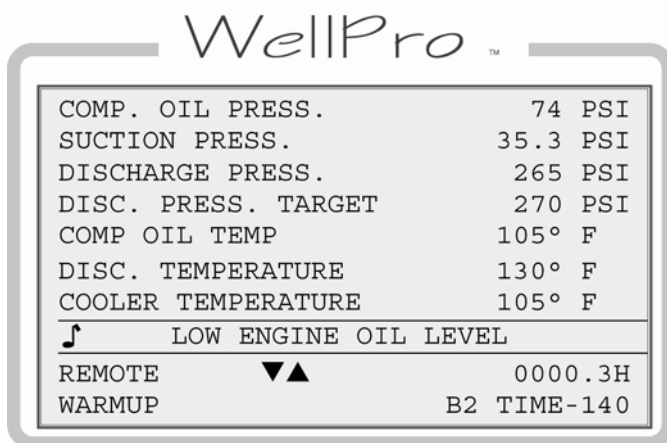 WellPro ™
COMP. OIL PRESS. 74 PSI
SUCTION PRESS. 35.3 PSI
DISCHARGE PRESS. 265 PSI
DISC. PRESS. TARGET 270 PSI
COMP OIL TEMP 105° F
DISC. TEMPERATURE 130° F
COOLER TEMPERATURE 105° F
♪ LOW ENGINE OIL LEVEL
REMOTE ▼▲ 0000.3H
WARMUP B2 TIME-140